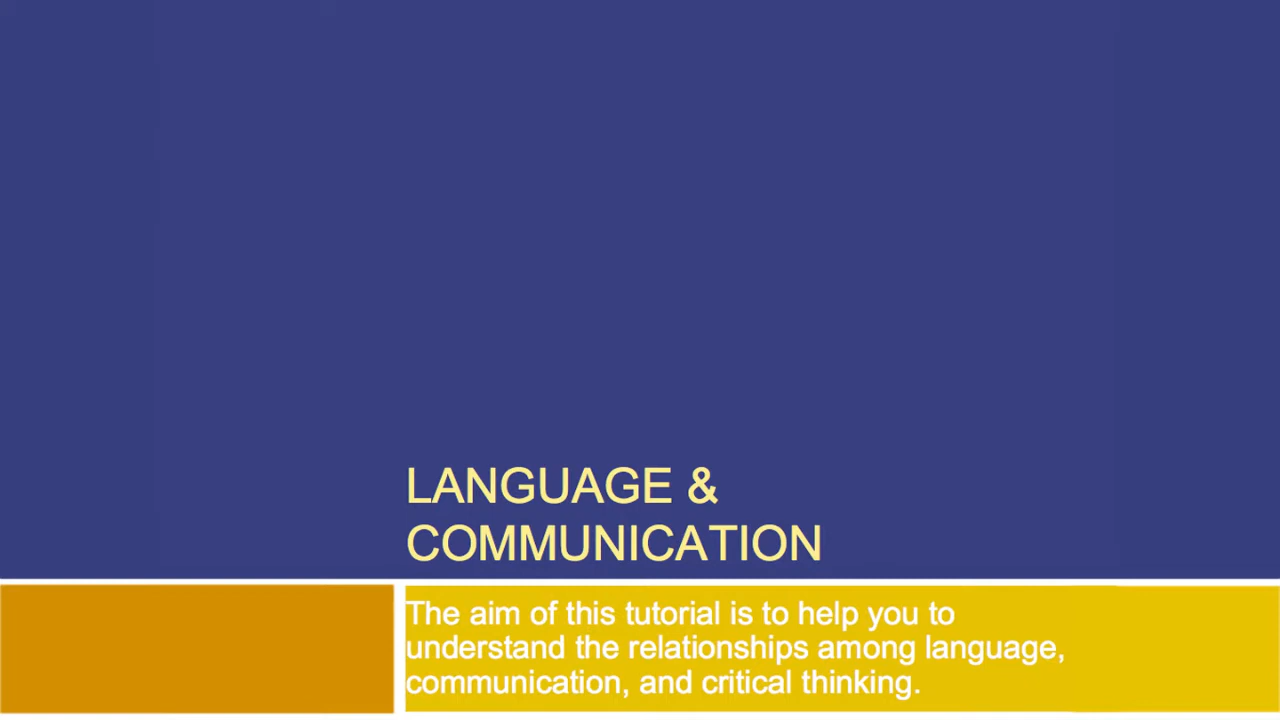 LANGUAGE &
COMMUNICATION
The aim of this tutorial is to help you to
understand the relationships among language,
communication, and critical thinking.